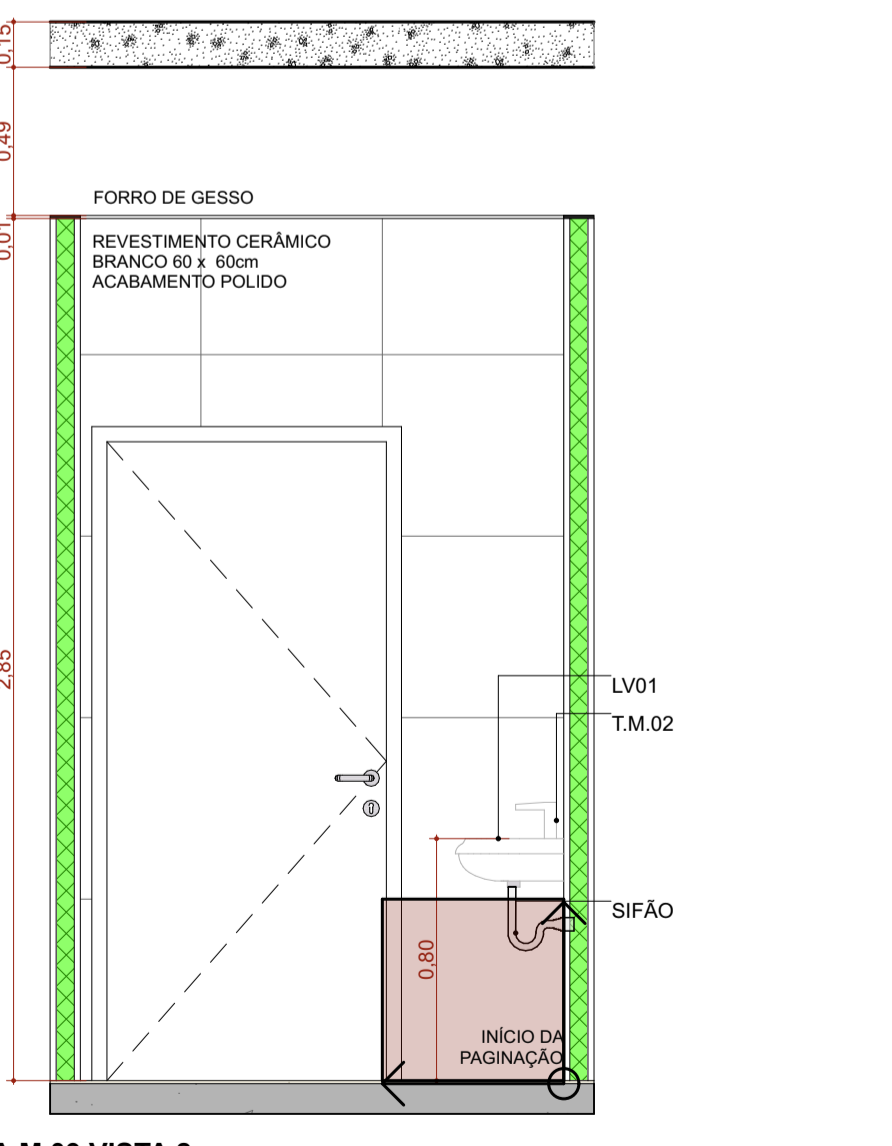 0,15
0,49
FORRO DE GESSO
0,01
REVESTIMENTO CERÂMICO
BRANCO 60 x 60cm
ACABAMENTO POLIDO
2,85
LV01
T.M.02
SIFÃO
0,80
INÍCIO DA
PAGINAÇÃO